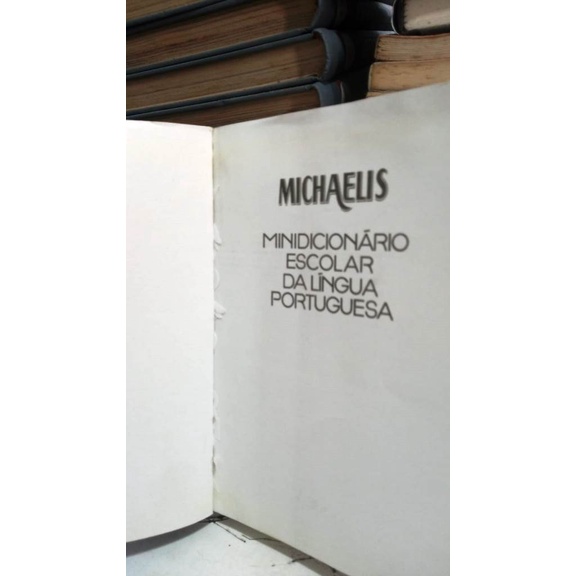 MICHAELIS
MINIDICIONÁRIO
ESCOLAR
DA LÍNGUA
PORTUGUESA